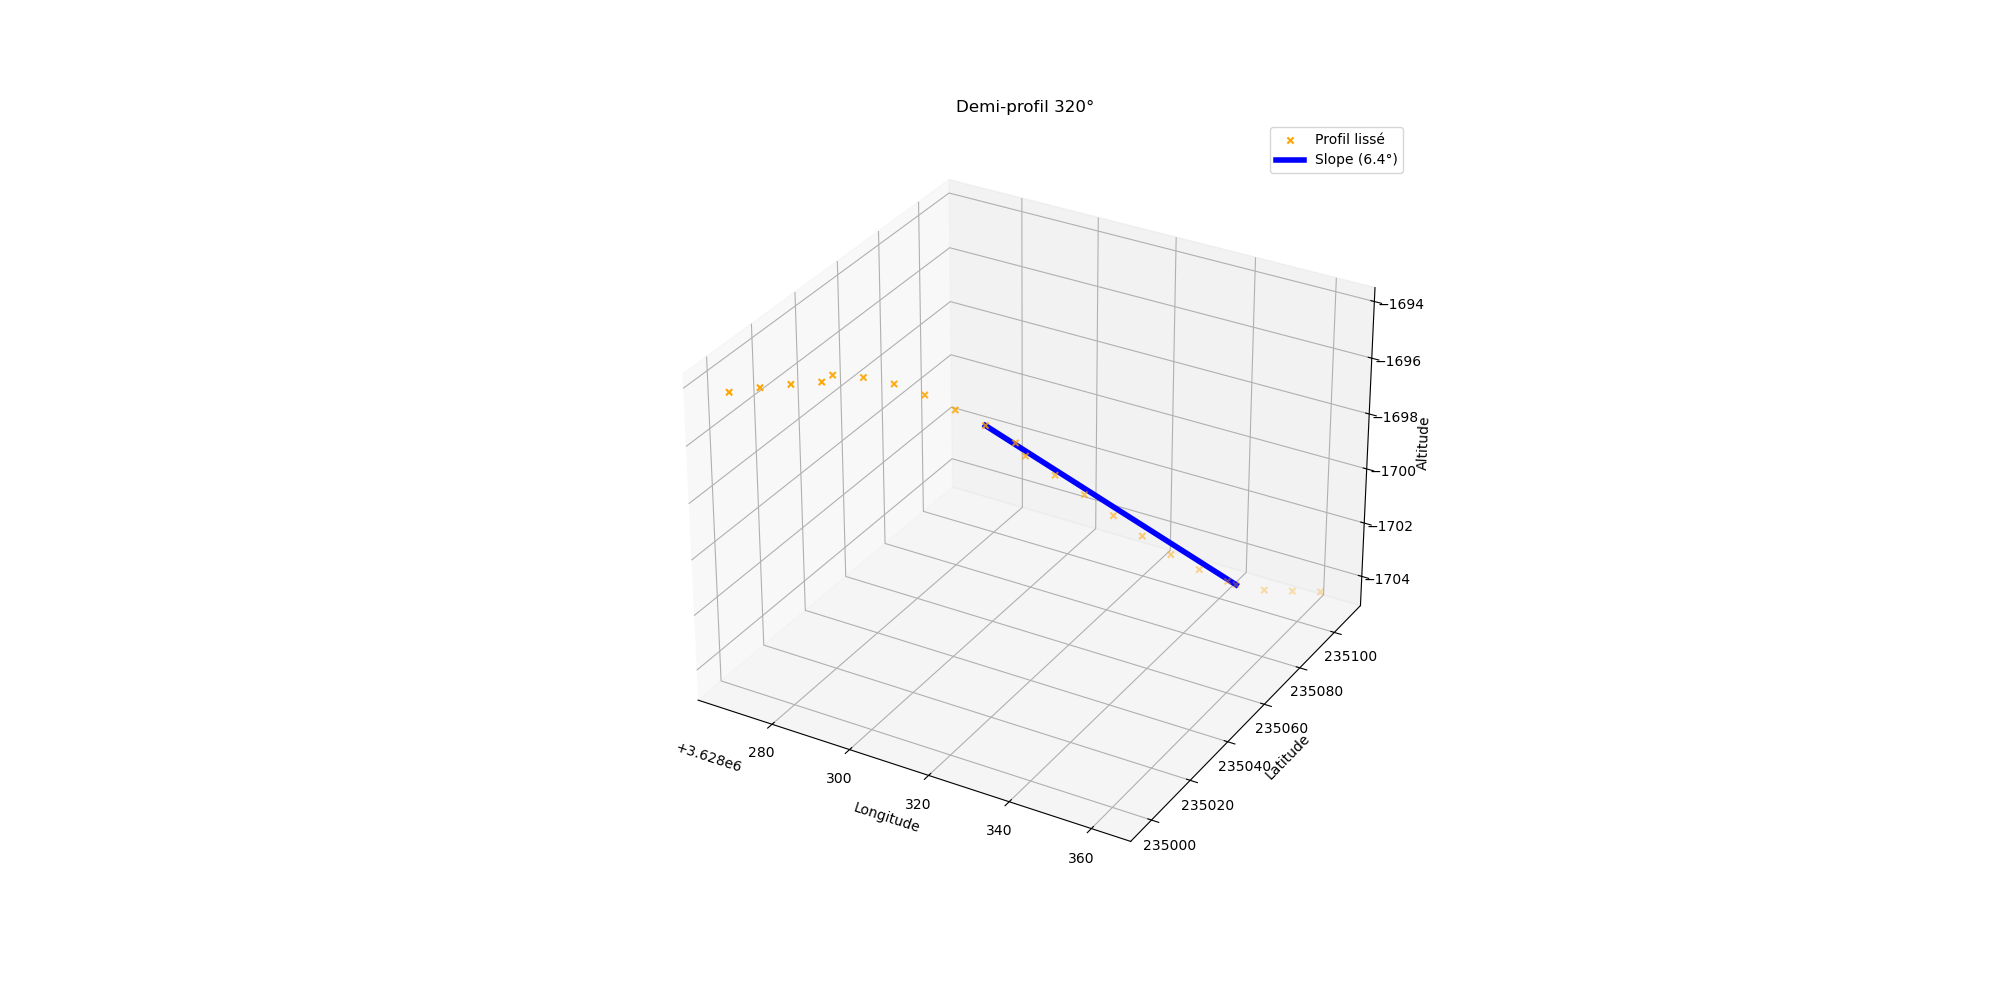 Demi-profil 320°
Profil lissé
Slope (6.4°)
−1694
−1696
−1698
−1700
−1702
−1704
Altitude
235100
235080
235060
235040
235020
235000
Latitude
+3.628e6
280
300
320
340
360
Longitude